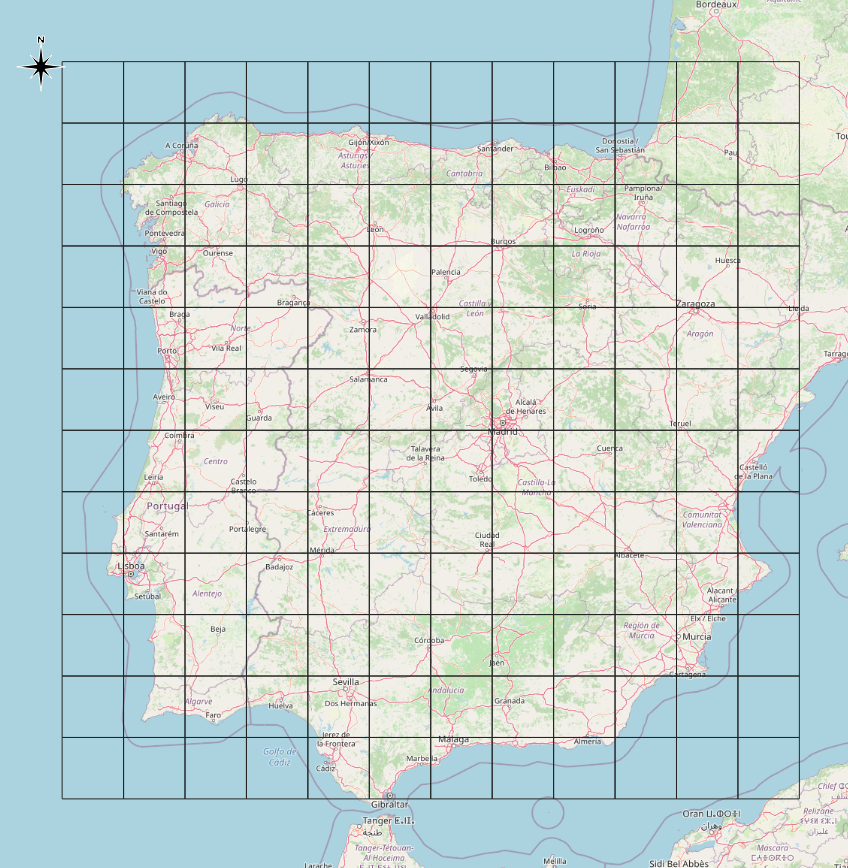 Bordeaux
N
A Coruña
Gijón/Xixón
Asturias/
Asturies
Santander
Donostia /
San Sebastián
Bilbao
Pau
Lugo
Cantabria
Euskadi
Pamplona/
Iruña
Galicia
Santiago
de Compostela
Navarra -
Nafarroa
Pontevedra
León
Logroño
Burgos
Vigo
Ourense
La Rioja
Huesca
Palencia
Viana do
Castelo
Bragança
Castilla y
León
Soria
Zaragoza
Lleida
Braga
Valladolid
Norte
Zamora
Aragón
Vila Real
Porto
Segovia
Salamanca
Aveiro
Viseu
Ávila
Alcalá
de Henares
Guarda
Teruel
Madrid
Coimbra
Talavera
de la Reina
Cuenca
Centro
Castelló
de la Plana
Leiria
Castelo
Branco
Toledo
Castilla-La
Mancha
Portugal
Cáceres
Comunitat
Valenciana
Santarém
Portalegre
Extremadura
Ciudad
Real
Mérida
Albacete
Lisboa
Badajoz
Setúbal
Alentejo
Alacant /
Alicante
Elx / Elche
Beja
Región de
Murcia
Murcia
Córdoba
Jaén
Cartagena
Sevilla
Andalucía
Algarve
Huelva
Dos Hermanas
Granada
Faro
Jerez de
la Frontera
Málaga
Almería
Golfo de
Cádiz
Marbella
Cádiz
Gibraltar
Tanger ⵟⴰⵏⵊⴰ
طنجة
Oran ⵡⴻⵀⵔⴰⵏ
وهران
Relizane
غليزان
Mascara
Tanger-Tétouan-
Al Hoceima
Larache
Melilla
Sidi Bel Abbès